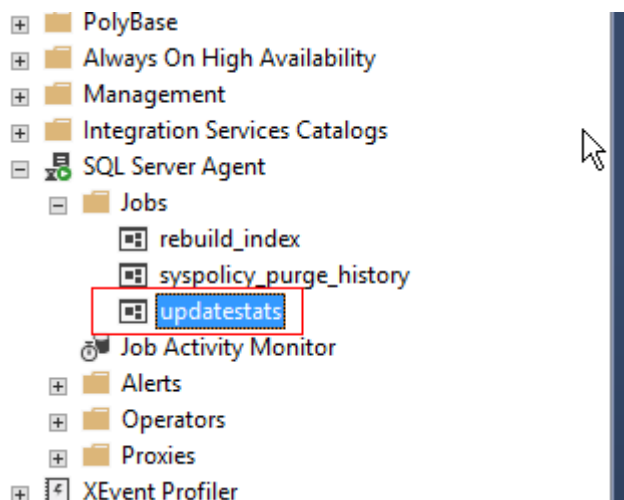 PolyBase
Always On High Availability
Management
Integration Services Catalogs
SQL Server Agent
Jobs
rebuild_index
syspolicy_purge_history
updatestats
Job Activity Monitor
Alerts
Operators
Proxies
XEvent Profiler